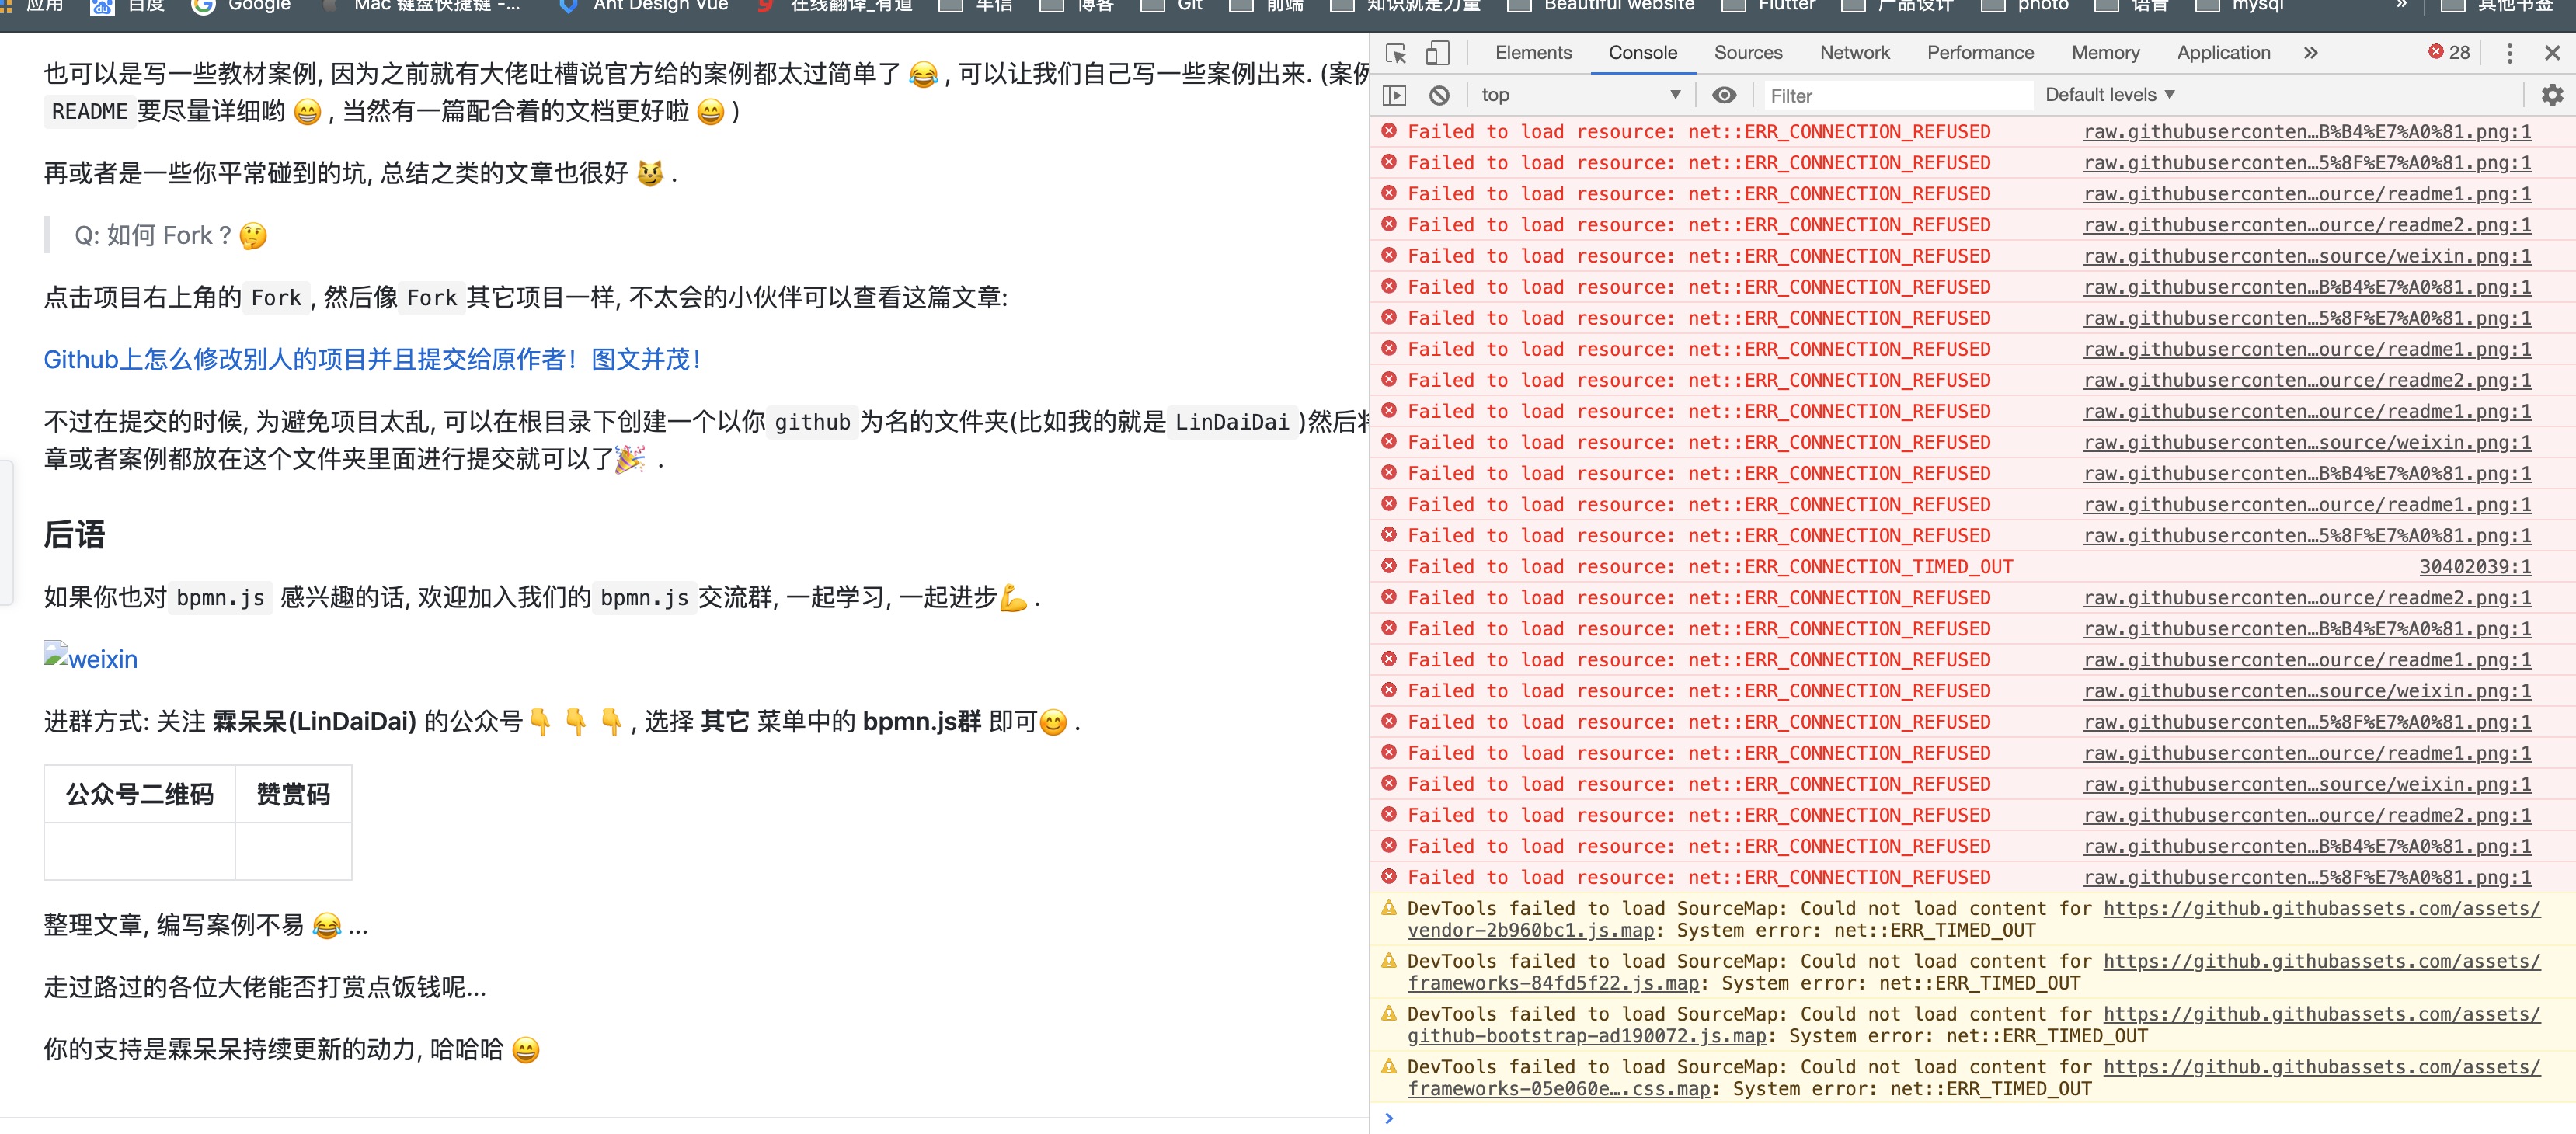 应用 百度 Google Mac 键盘快捷键 -... Ant Design Vue 在线翻译_有道 车信 博客 Git 前端 知识就是力量 Beautiful website Flutter 产品设计 photo 语音 mysql » 其他书签
也可以是写一些教材案例, 因为之前就有大佬吐槽说官方给的案例都太过简单了 😂 , 可以让我们自己写一些案例出来. (案例
README 要尽量详细哟 😁 , 当然有一篇配合着的文档更好啦 😄 )
再或者是一些你平常碰到的坑, 总结之类的文章也很好 😼 .
Q: 如何 Fork ? 🤔
点击项目右上角的 Fork , 然后像 Fork 其它项目一样, 不太会的小伙伴可以查看这篇文章:
Github上怎么修改别人的项目并且提交给原作者！图文并茂！
不过在提交的时候, 为避免项目太乱, 可以在根目录下创建一个以你 github 为名的文件夹(比如我的就是 LinDaiDai )然后将
章或者案例都放在这个文件夹里面进行提交就可以了🎉 .
后语
如果你也对 bpmn.js 感兴趣的话, 欢迎加入我们的 bpmn.js 交流群, 一起学习, 一起进步💪 .
weixin
进群方式: 关注 霖呆呆(LinDaiDai) 的公众号👇 👇 👇 , 选择 其它 菜单中的 bpmn.js群 即可😊 .
公众号二维码 赞赏码
整理文章, 编写案例不易 😂 ...
走过路过的各位大佬能否打赏点饭钱呢...
你的支持是霖呆呆持续更新的动力, 哈哈哈 😄
Elements Console Sources Network Performance Memory Application » 28
top Filter Default levels
Failed to load resource: net::ERR_CONNECTION_REFUSED raw.githubuserconten…B%B4%E7%A0%81.png:1
Failed to load resource: net::ERR_CONNECTION_REFUSED raw.githubuserconten…5%8F%E7%A0%81.png:1
Failed to load resource: net::ERR_CONNECTION_REFUSED raw.githubuserconten…ource/readme1.png:1
Failed to load resource: net::ERR_CONNECTION_REFUSED raw.githubuserconten…ource/readme2.png:1
Failed to load resource: net::ERR_CONNECTION_REFUSED raw.githubuserconten…source/weixin.png:1
Failed to load resource: net::ERR_CONNECTION_REFUSED raw.githubuserconten…B%B4%E7%A0%81.png:1
Failed to load resource: net::ERR_CONNECTION_REFUSED raw.githubuserconten…5%8F%E7%A0%81.png:1
Failed to load resource: net::ERR_CONNECTION_REFUSED raw.githubuserconten…ource/readme1.png:1
Failed to load resource: net::ERR_CONNECTION_REFUSED raw.githubuserconten…ource/readme2.png:1
Failed to load resource: net::ERR_CONNECTION_REFUSED raw.githubuserconten…ource/readme1.png:1
Failed to load resource: net::ERR_CONNECTION_REFUSED raw.githubuserconten…source/weixin.png:1
Failed to load resource: net::ERR_CONNECTION_REFUSED raw.githubuserconten…B%B4%E7%A0%81.png:1
Failed to load resource: net::ERR_CONNECTION_REFUSED raw.githubuserconten…ource/readme1.png:1
Failed to load resource: net::ERR_CONNECTION_REFUSED raw.githubuserconten…5%8F%E7%A0%81.png:1
Failed to load resource: net::ERR_CONNECTION_TIMED_OUT 30402039:1
Failed to load resource: net::ERR_CONNECTION_REFUSED raw.githubuserconten…ource/readme2.png:1
Failed to load resource: net::ERR_CONNECTION_REFUSED raw.githubuserconten…B%B4%E7%A0%81.png:1
Failed to load resource: net::ERR_CONNECTION_REFUSED raw.githubuserconten…ource/readme1.png:1
Failed to load resource: net::ERR_CONNECTION_REFUSED raw.githubuserconten…source/weixin.png:1
Failed to load resource: net::ERR_CONNECTION_REFUSED raw.githubuserconten…5%8F%E7%A0%81.png:1
Failed to load resource: net::ERR_CONNECTION_REFUSED raw.githubuserconten…ource/readme1.png:1
Failed to load resource: net::ERR_CONNECTION_REFUSED raw.githubuserconten…source/weixin.png:1
Failed to load resource: net::ERR_CONNECTION_REFUSED raw.githubuserconten…ource/readme2.png:1
Failed to load resource: net::ERR_CONNECTION_REFUSED raw.githubuserconten…B%B4%E7%A0%81.png:1
Failed to load resource: net::ERR_CONNECTION_REFUSED raw.githubuserconten…5%8F%E7%A0%81.png:1
DevTools failed to load SourceMap: Could not load content for https://github.githubassets.com/assets/
vendor-2b960bc1.js.map: System error: net::ERR_TIMED_OUT
DevTools failed to load SourceMap: Could not load content for https://github.githubassets.com/assets/
frameworks-84fd5f22.js.map: System error: net::ERR_TIMED_OUT
DevTools failed to load SourceMap: Could not load content for https://github.githubassets.com/assets/
github-bootstrap-ad190072.js.map: System error: net::ERR_TIMED_OUT
DevTools failed to load SourceMap: Could not load content for https://github.githubassets.com/assets/
frameworks-05e060e….css.map: System error: net::ERR_TIMED_OUT